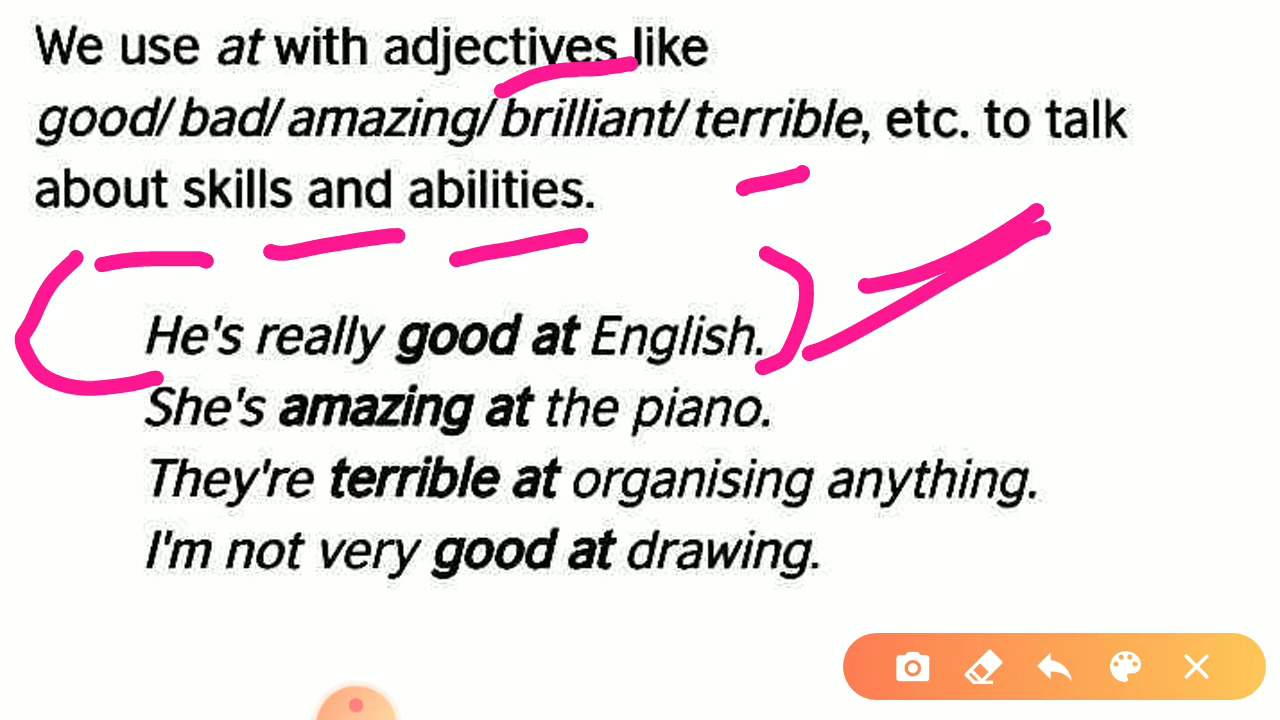 We use at with adjectives like
good/bad/amazing/brilliant/terrible, etc. to talk
about skills and abilities.
He's really good at English.
She's amazing at the piano.
They're terrible at organising anything.
I'm not very good at drawing.